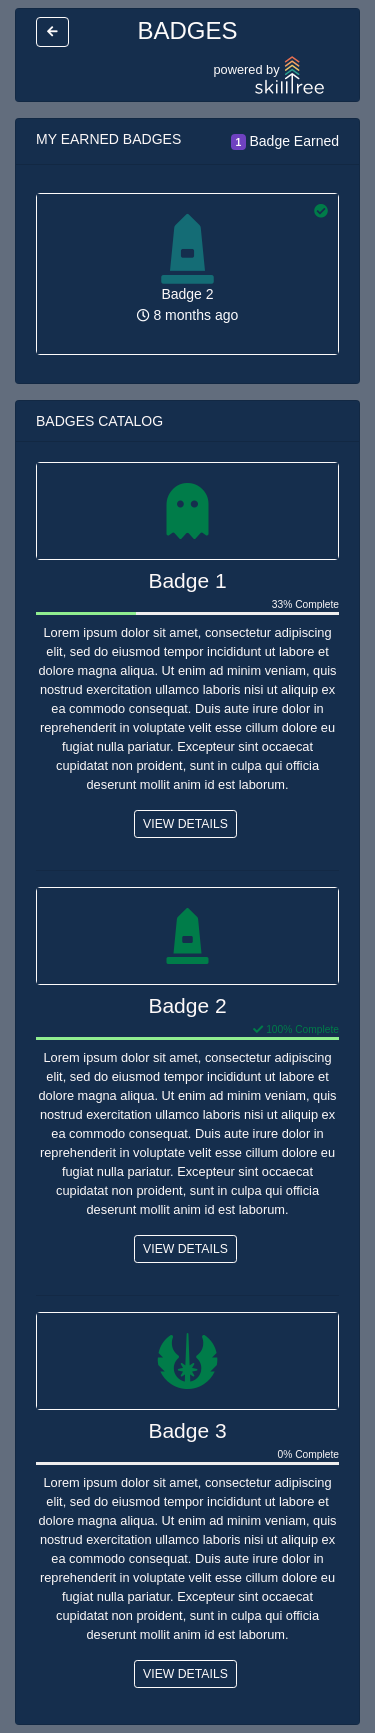 BADGES
powered by
skilltree
MY EARNED BADGES
1 Badge Earned
Badge 2
8 months ago
BADGES CATALOG
Badge 1
33% Complete
Lorem ipsum dolor sit amet, consectetur adipiscing
elit, sed do eiusmod tempor incididunt ut labore et
dolore magna aliqua. Ut enim ad minim veniam, quis
nostrud exercitation ullamco laboris nisi ut aliquip ex
ea commodo consequat. Duis aute irure dolor in
reprehenderit in voluptate velit esse cillum dolore eu
fugiat nulla pariatur. Excepteur sint occaecat
cupidatat non proident, sunt in culpa qui officia
deserunt mollit anim id est laborum.
VIEW DETAILS
Badge 2
100% Complete
Lorem ipsum dolor sit amet, consectetur adipiscing
elit, sed do eiusmod tempor incididunt ut labore et
dolore magna aliqua. Ut enim ad minim veniam, quis
nostrud exercitation ullamco laboris nisi ut aliquip ex
ea commodo consequat. Duis aute irure dolor in
reprehenderit in voluptate velit esse cillum dolore eu
fugiat nulla pariatur. Excepteur sint occaecat
cupidatat non proident, sunt in culpa qui officia
deserunt mollit anim id est laborum.
VIEW DETAILS
Badge 3
0% Complete
Lorem ipsum dolor sit amet, consectetur adipiscing
elit, sed do eiusmod tempor incididunt ut labore et
dolore magna aliqua. Ut enim ad minim veniam, quis
nostrud exercitation ullamco laboris nisi ut aliquip ex
ea commodo consequat. Duis aute irure dolor in
reprehenderit in voluptate velit esse cillum dolore eu
fugiat nulla pariatur. Excepteur sint occaecat
cupidatat non proident, sunt in culpa qui officia
deserunt mollit anim id est laborum.
VIEW DETAILS